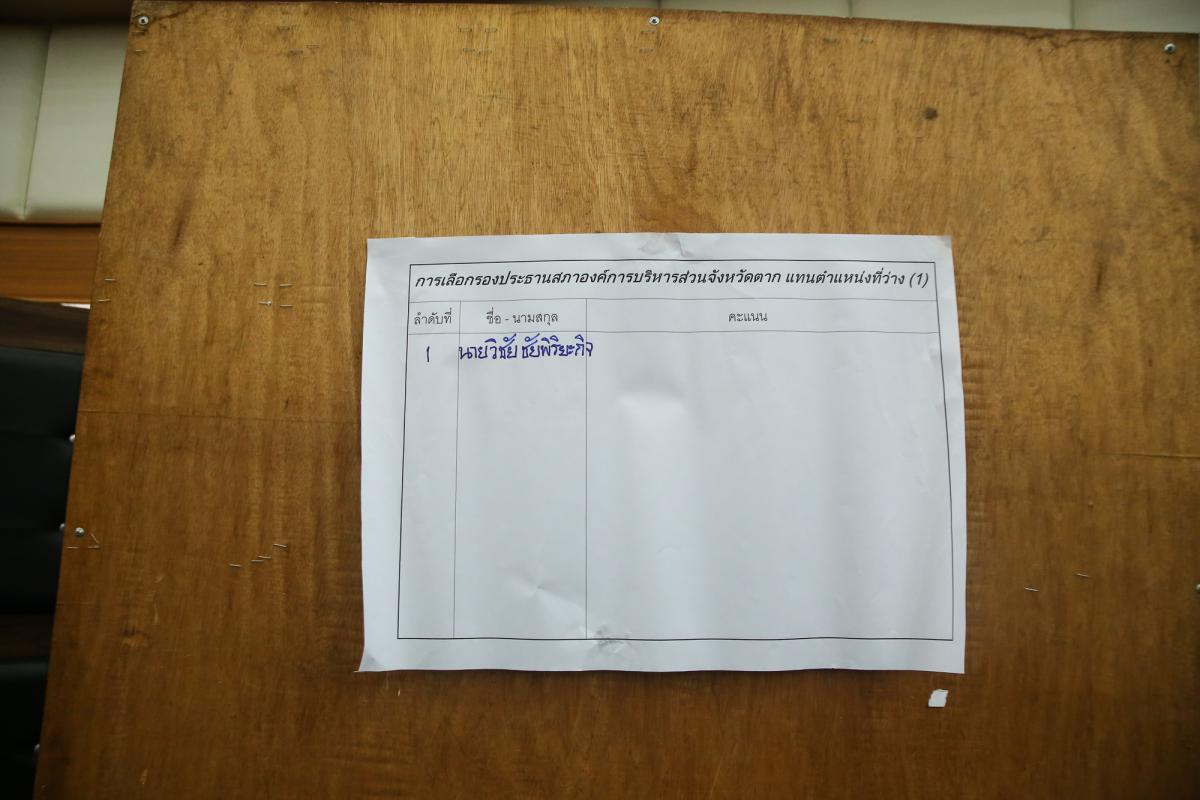 การเลือกรองประธานสภาองค์การบริหารส่วนจังหวัดตาก แทนตำแหน่งที่ว่าง (1)
ลำดับที่ ชื่อ - นามสกุล คะแนน
1 นายวิชัย ชัยพิริยะกิจ